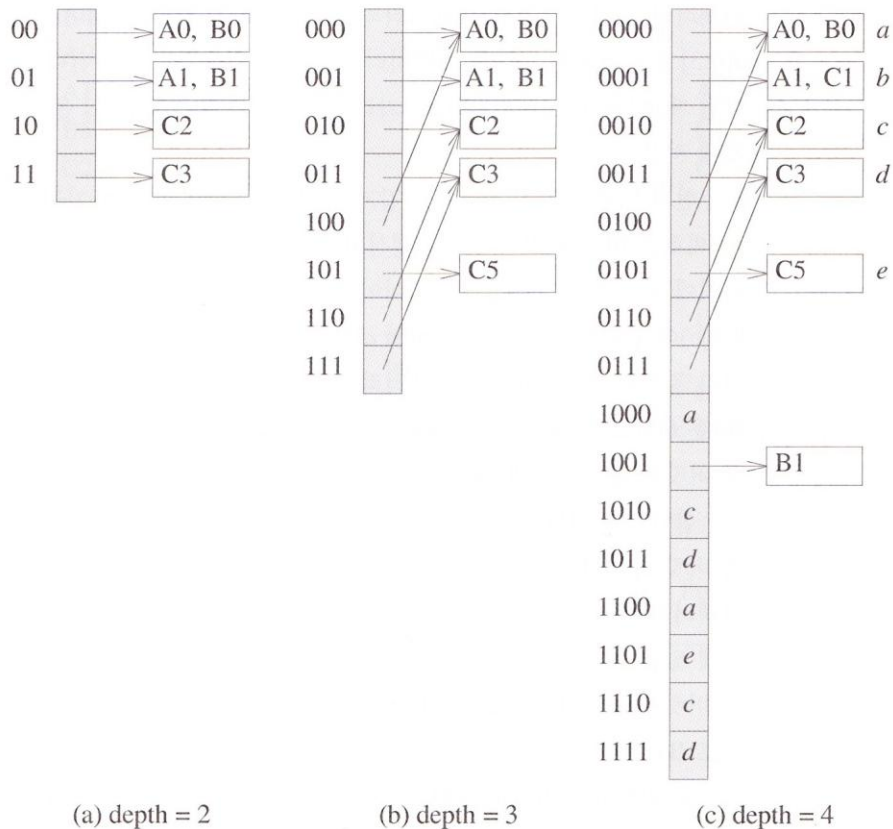 00
A0, B0
01
A1, B1
10
C2
11
C3
(a) depth = 2
000
A0, B0
001
A1, B1
010
C2
011
C3
100
101
C5
110
111
(b) depth = 3
0000
A0, B0
a
0001
A1, C1
b
0010
C2
c
0011
C3
d
0100
0101
C5
e
0110
0111
1000
a
1001
B1
1010
c
1011
d
1100
a
1101
e
1110
c
1111
d
(c) depth = 4